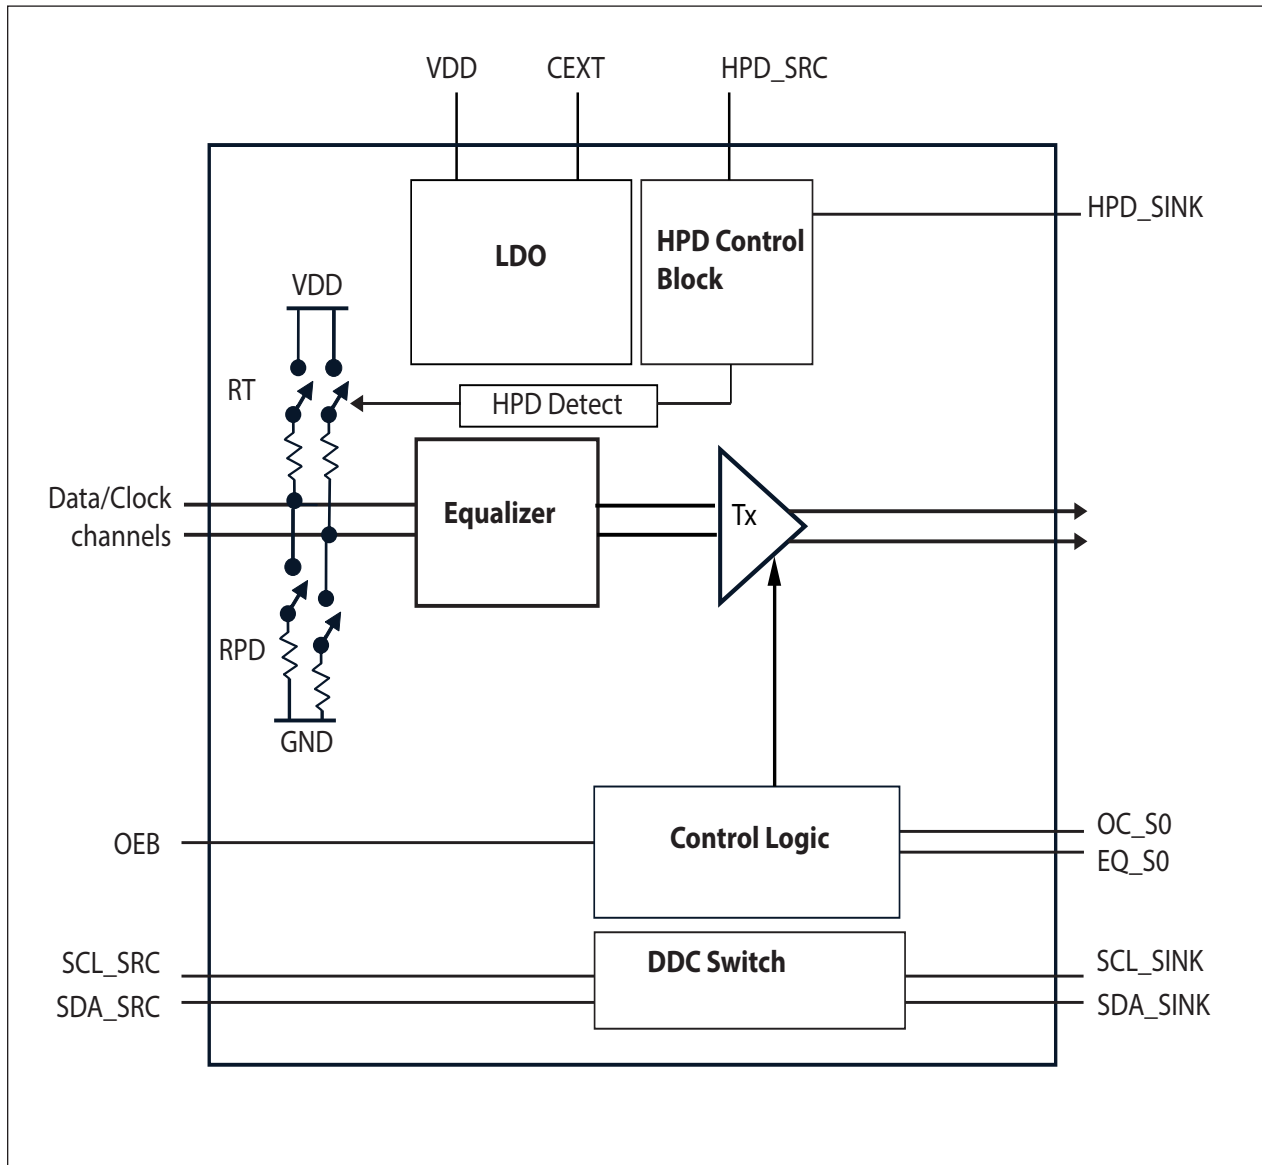 VDD
CEXT
HPD_SRC
HPD_SINK
LDO
HPD Control
Block
VDD
RT
HPD Detect
Data/Clock
channels
Equalizer
Tx
RPD
GND
OEB
Control Logic
OC_S0
EQ_S0
SCL_SRC
SDA_SRC
DDC Switch
SCL_SINK
SDA_SINK